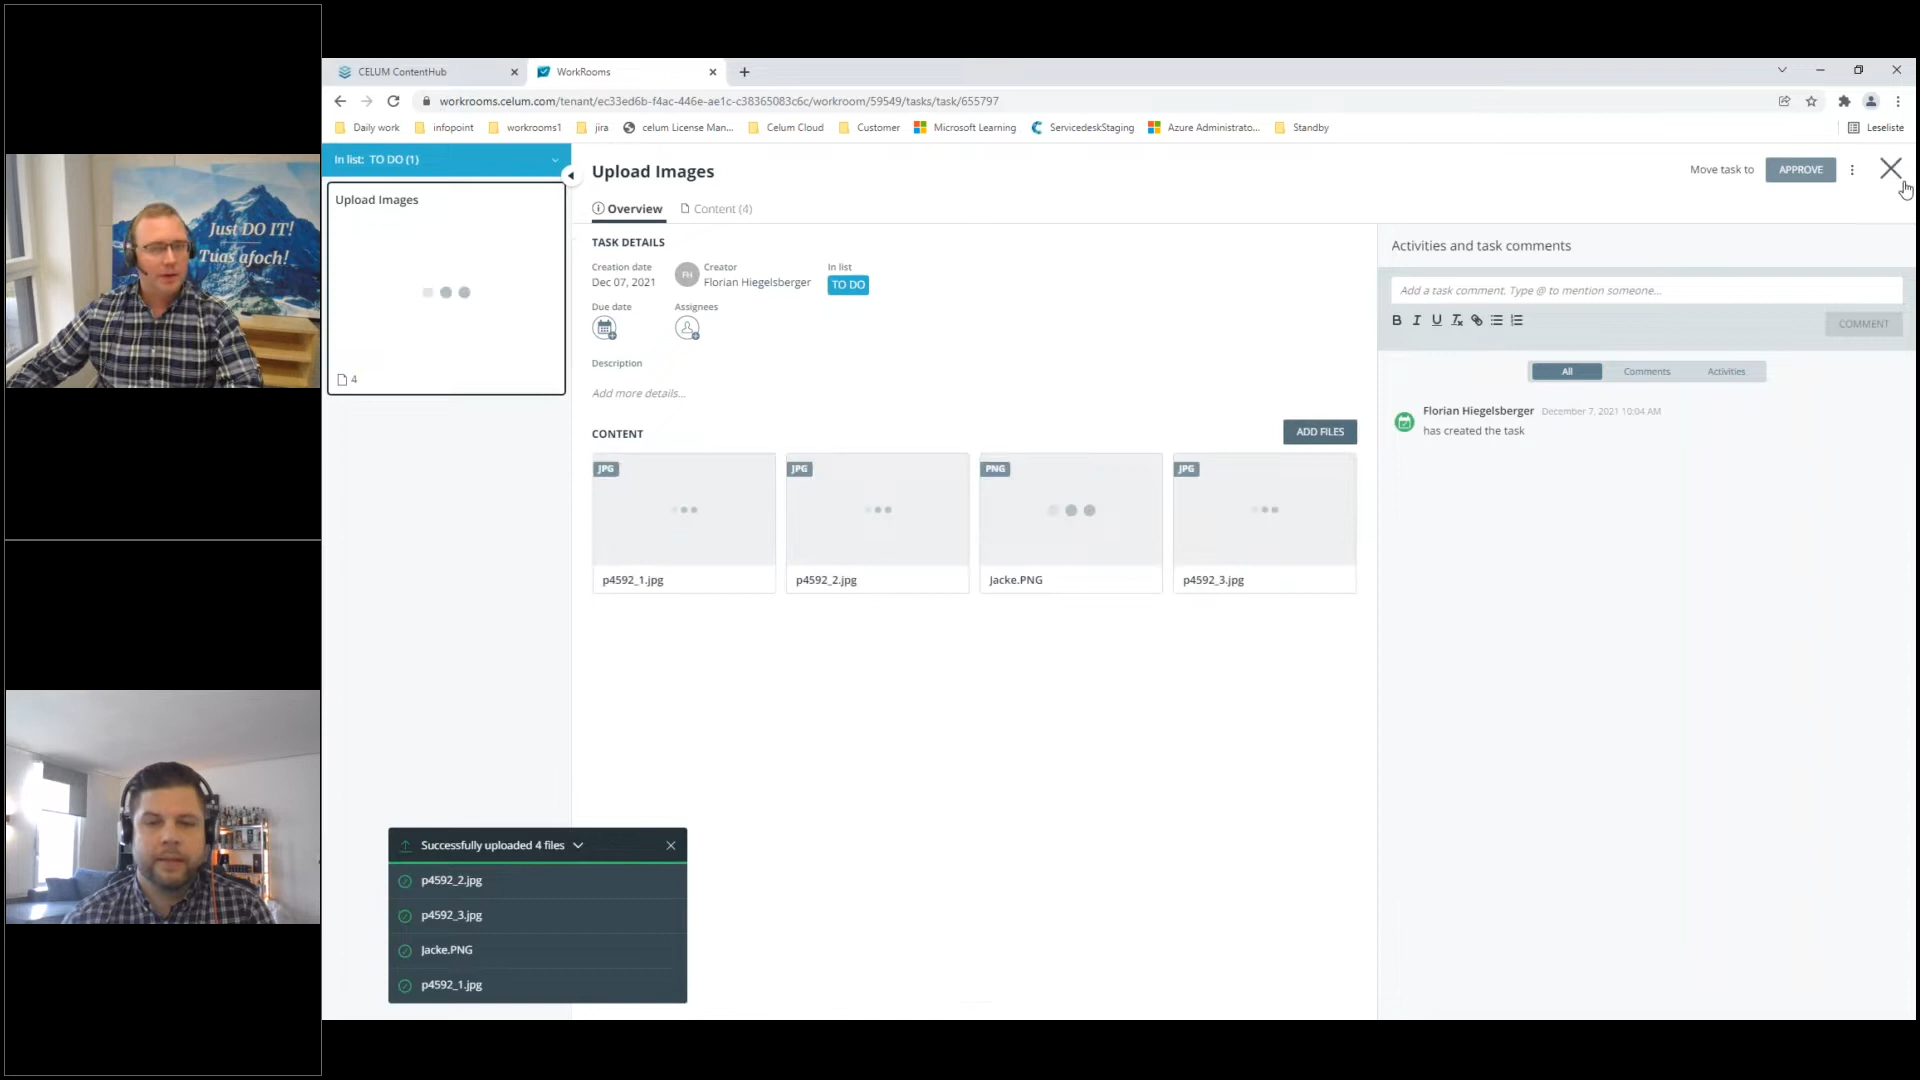 Just DO IT!
Tuas afoch!
CELUM ContentHub
WorkRooms
workrooms.celum.com/tenant/ec33ed6b-f4ac-446e-ae1c-c38365083c6c/workroom/59549/tasks/task/655797
Daily work
infopoint
workrooms1
jira
celum License Man...
Celum Cloud
Customer
Microsoft Learning
ServicedeskStaging
Azure Administrato...
Standby
Leseliste
In list: TO DO (1)
Upload Images
4
Upload Images
Move task to
APPROVE
Overview
Content (4)
TASK DETAILS
Creation date
Dec 07, 2021
FH
Creator
Florian Hiegelsberger
In list
TO DO
Due date
Assignees
Description
Add more details...
CONTENT
ADD FILES
JPG
p4592_1.jpg
JPG
p4592_2.jpg
PNG
Jacke.PNG
JPG
p4592_3.jpg
Activities and task comments
Add a task comment. Type @ to mention someone...
B I U Tx
COMMENT
All
Comments
Activities
Florian Hiegelsberger December 7, 2021 10:04 AM
has created the task
Successfully uploaded 4 files
p4592_2.jpg
p4592_3.jpg
Jacke.PNG
p4592_1.jpg